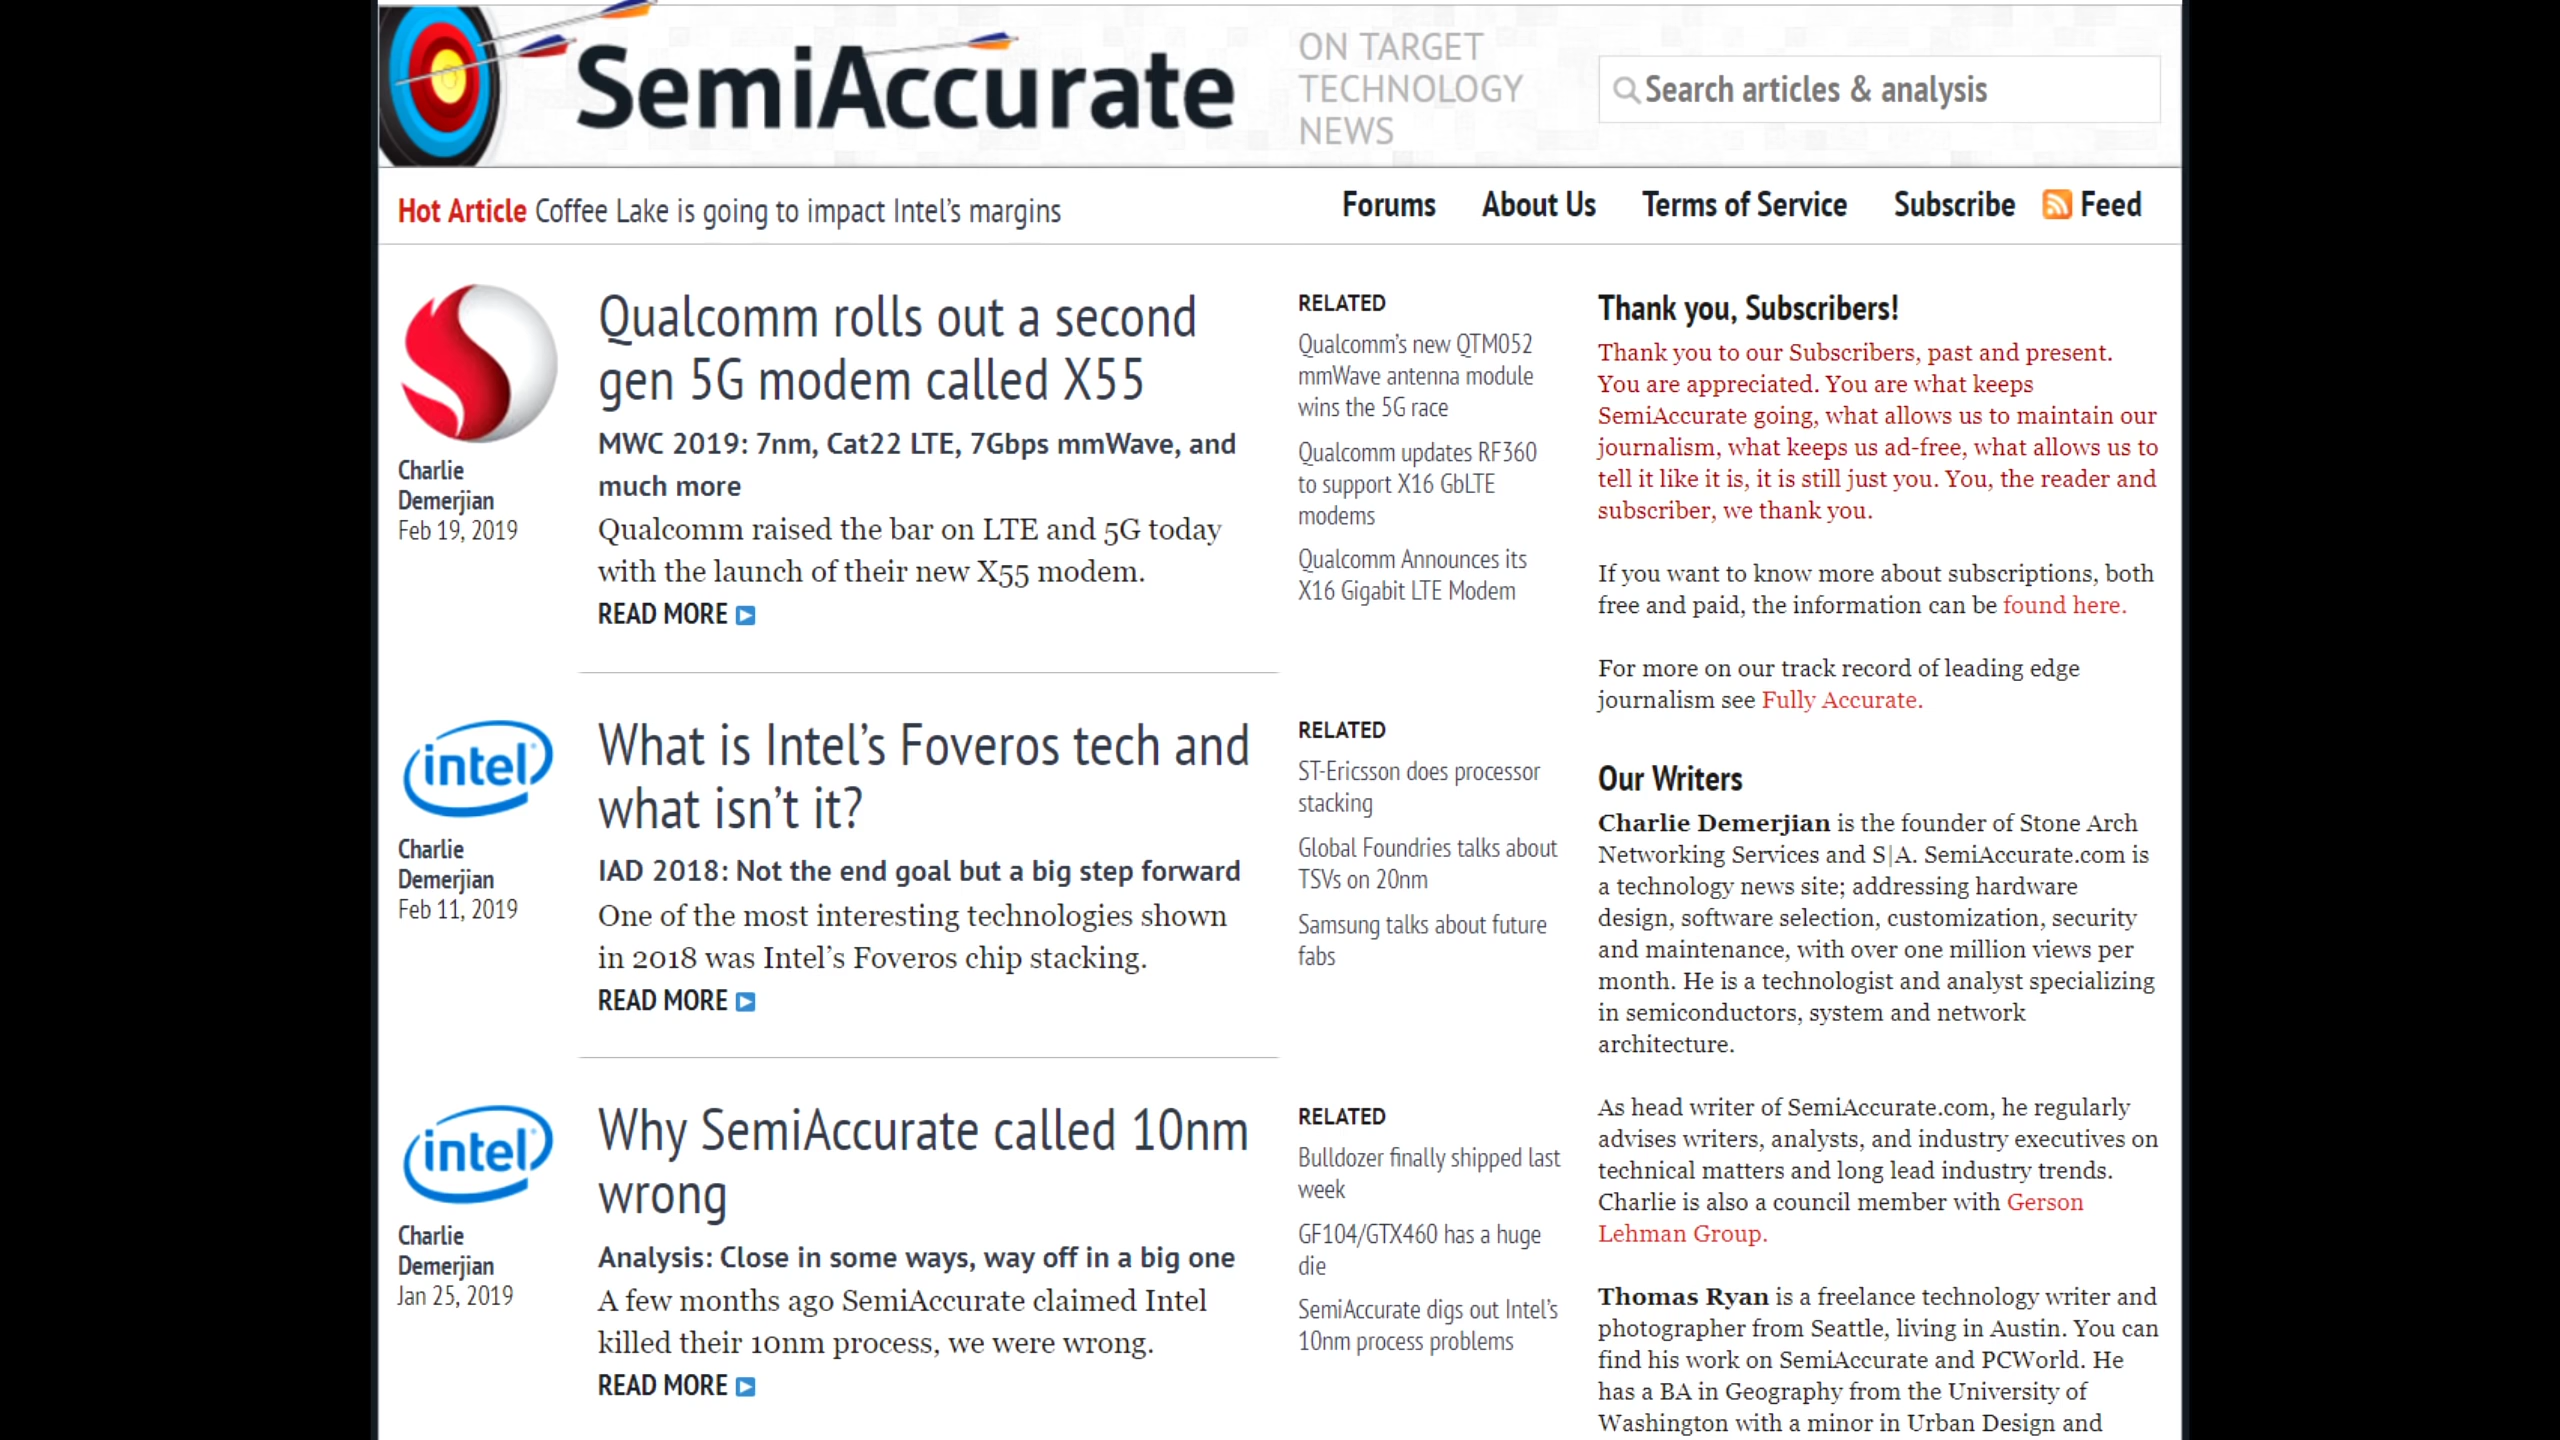 SemiAccurate
ON TARGET
TECHNOLOGY
NEWS
Search articles & analysis
Hot Article Coffee Lake is going to impact Intel’s margins
Forums About Us Terms of Service Subscribe Feed
Charlie
Demerjian
Feb 19, 2019
Qualcomm rolls out a second
gen 5G modem called X55
MWC 2019: 7nm, Cat22 LTE, 7Gbps mmWave, and
much more
Qualcomm raised the bar on LTE and 5G today
with the launch of their new X55 modem.
READ MORE
RELATED
Qualcomm’s new QTM052
mmWave antenna module
wins the 5G race
Qualcomm updates RF360
to support X16 GbLTE
modems
Qualcomm Announces its
X16 Gigabit LTE Modem
intel
Charlie
Demerjian
Feb 11, 2019
What is Intel’s Foveros tech and
what isn’t it?
IAD 2018: Not the end goal but a big step forward
One of the most interesting technologies shown
in 2018 was Intel’s Foveros chip stacking.
READ MORE
RELATED
ST-Ericsson does processor
stacking
Global Foundries talks about
TSVs on 20nm
Samsung talks about future
fabs
intel
Charlie
Demerjian
Jan 25, 2019
Why SemiAccurate called 10nm
wrong
Analysis: Close in some ways, way off in a big one
A few months ago SemiAccurate claimed Intel
killed their 10nm process, we were wrong.
READ MORE
RELATED
Bulldozer finally shipped last
week
GF104/GTX460 has a huge
die
SemiAccurate digs out Intel’s
10nm process problems
Thank you, Subscribers!
Thank you to our Subscribers, past and present.
You are appreciated. You are what keeps
SemiAccurate going, what allows us to maintain our
journalism, what keeps us ad-free, what allows us to
tell it like it is, it is still just you. You, the reader and
subscriber, we thank you.
If you want to know more about subscriptions, both
free and paid, the information can be found here.
For more on our track record of leading edge
journalism see Fully Accurate.
Our Writers
Charlie Demerjian is the founder of Stone Arch
Networking Services and S|A. SemiAccurate.com is
a technology news site; addressing hardware
design, software selection, customization, security
and maintenance, with over one million views per
month. He is a technologist and analyst specializing
in semiconductors, system and network
architecture.
As head writer of SemiAccurate.com, he regularly
advises writers, analysts, and industry executives on
technical matters and long lead industry trends.
Charlie is also a council member with Gerson
Lehman Group.
Thomas Ryan is a freelance technology writer and
photographer from Seattle, living in Austin. You can
find his work on SemiAccurate and PCWorld. He
has a BA in Geography from the University of
Washington with a minor in Urban Design and